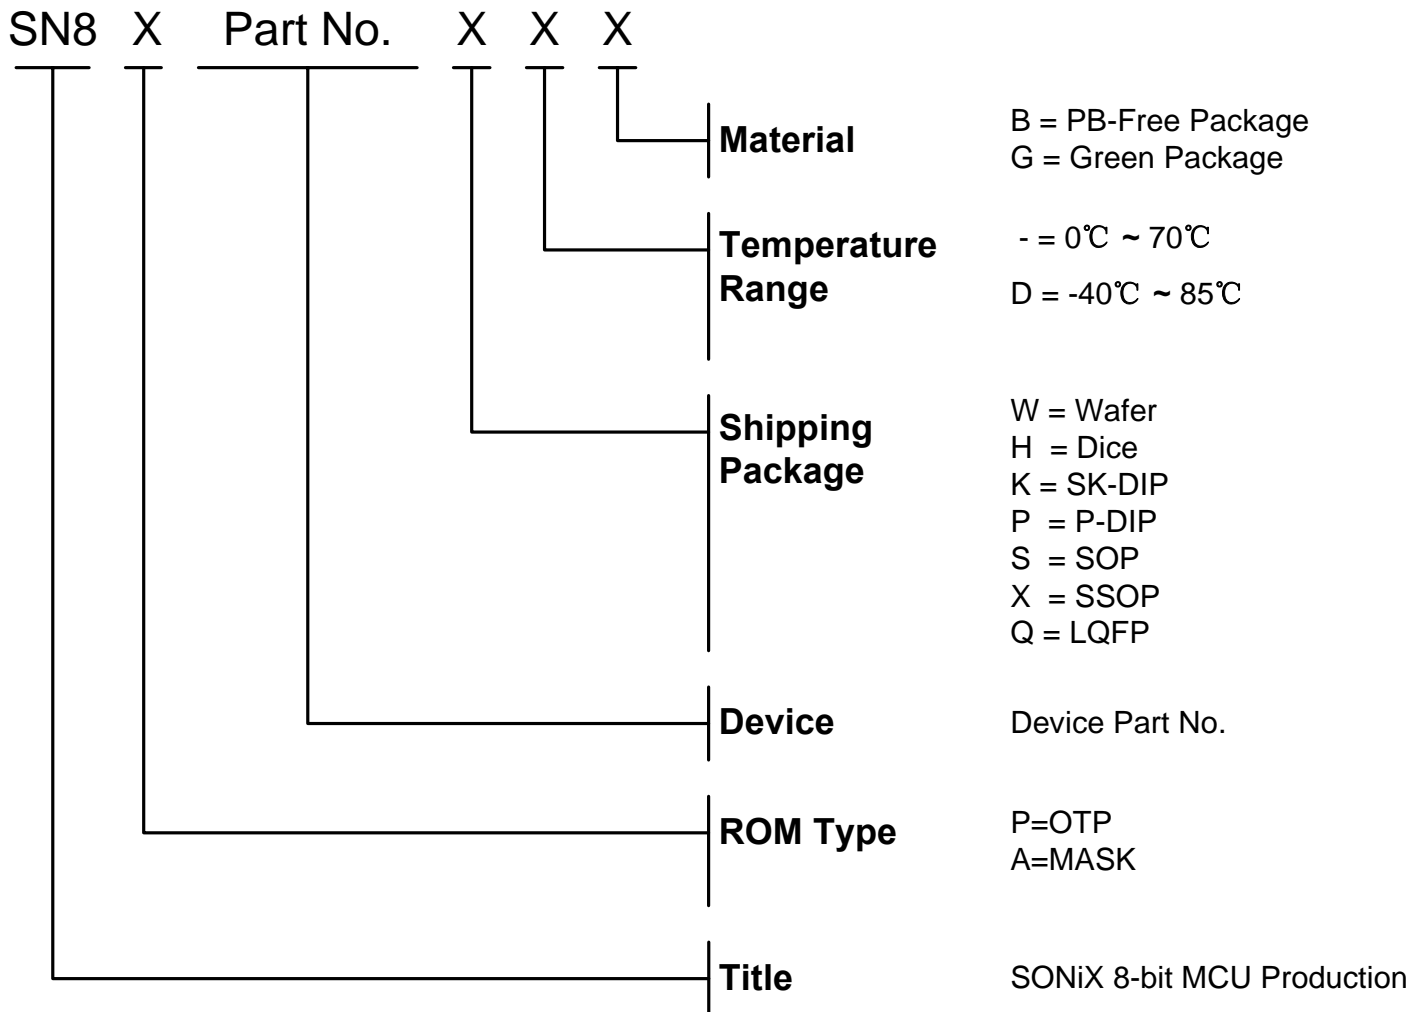 SN8 X Part No. X X X
Material
B = PB-Free Package
G = Green Package
Temperature
Range
- = 0℃ ~ 70℃
D = -40℃ ~ 85℃
Shipping
Package
W = Wafer
H = Dice
K = SK-DIP
P = P-DIP
S = SOP
X = SSOP
Q = LQFP
Device
Device Part No.
ROM Type
P=OTP
A=MASK
Title
SONiX 8-bit MCU Production